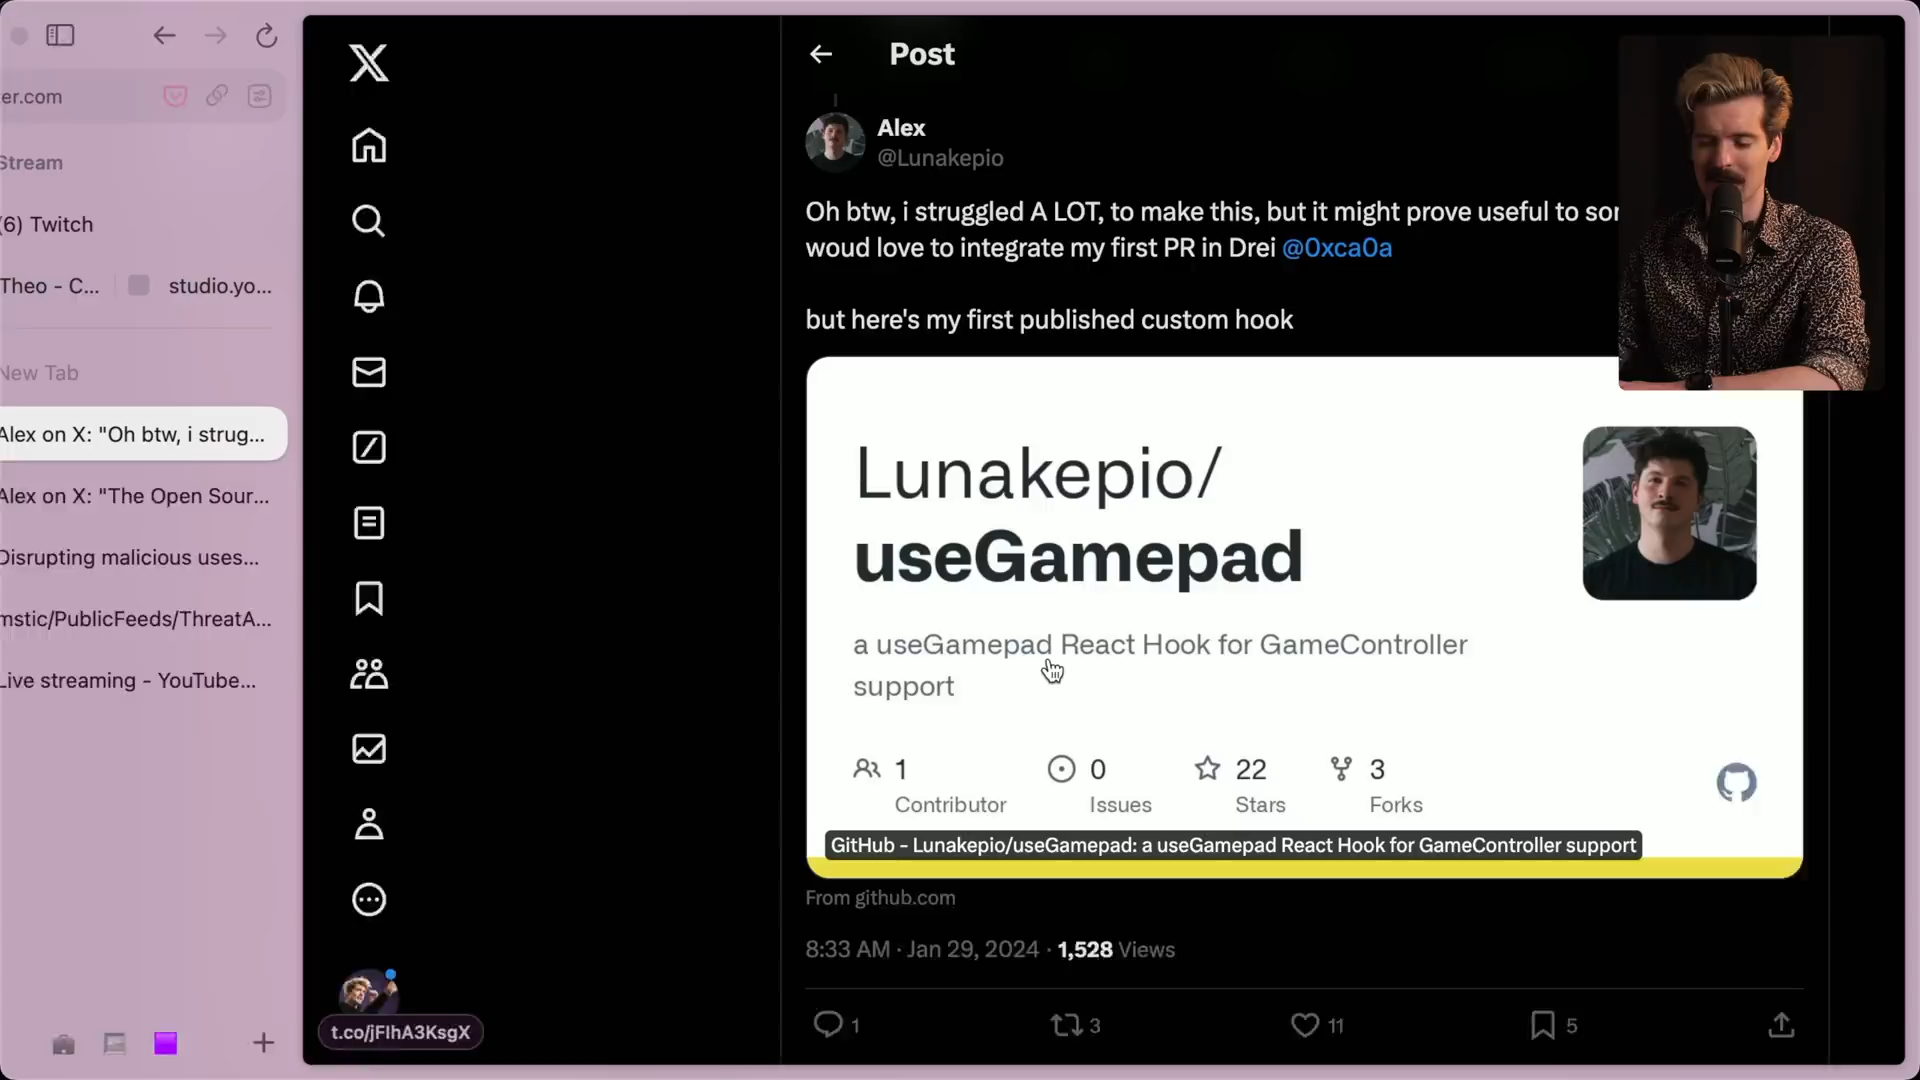 er.com
Stream
(6) Twitch
Theo - C...
studio.yo...
New Tab
Alex on X: "Oh btw, i strug...
Alex on X: "The Open Sour...
Disrupting malicious uses...
mstic/PublicFeeds/ThreatA...
Live streaming - YouTube...
Post
Alex
@Lunakepio
Oh btw, i struggled A LOT, to make this, but it might prove useful to sor
woud love to integrate my first PR in Drei @0xca0a
but here's my first published custom hook
Lunakepio/
useGamepad
a useGamepad React Hook for GameController
support
1
Contributor
0
Issues
22
Stars
3
Forks
GitHub - Lunakepio/useGamepad: a useGamepad React Hook for GameController support
From github.com
8:33 AM · Jan 29, 2024 · 1,528 Views
1
3
11
5
t.co/jFIhA3KsgX